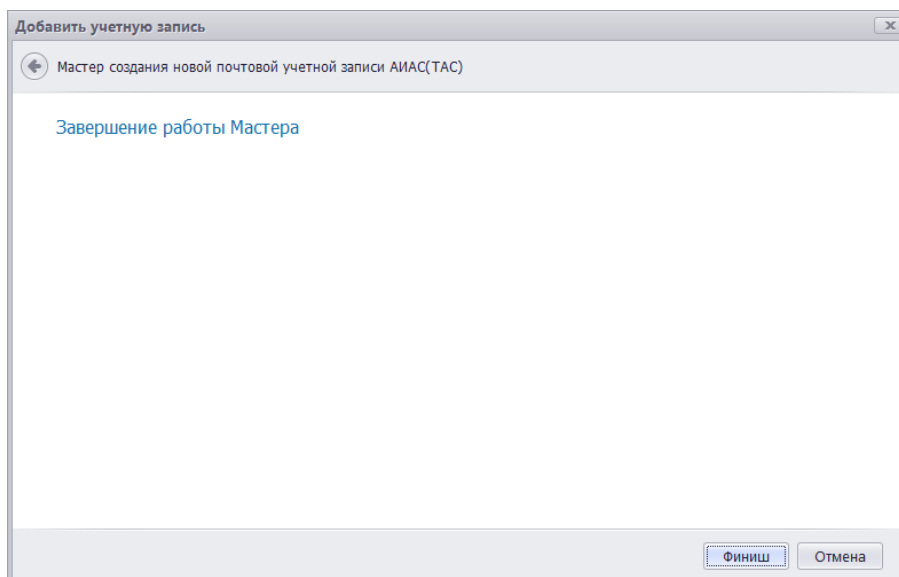 Добавить учетную запись
Мастер создания новой почтовой учетной записи АИАС(ТАС)
Завершение работы Мастера
Финиш
Отмена